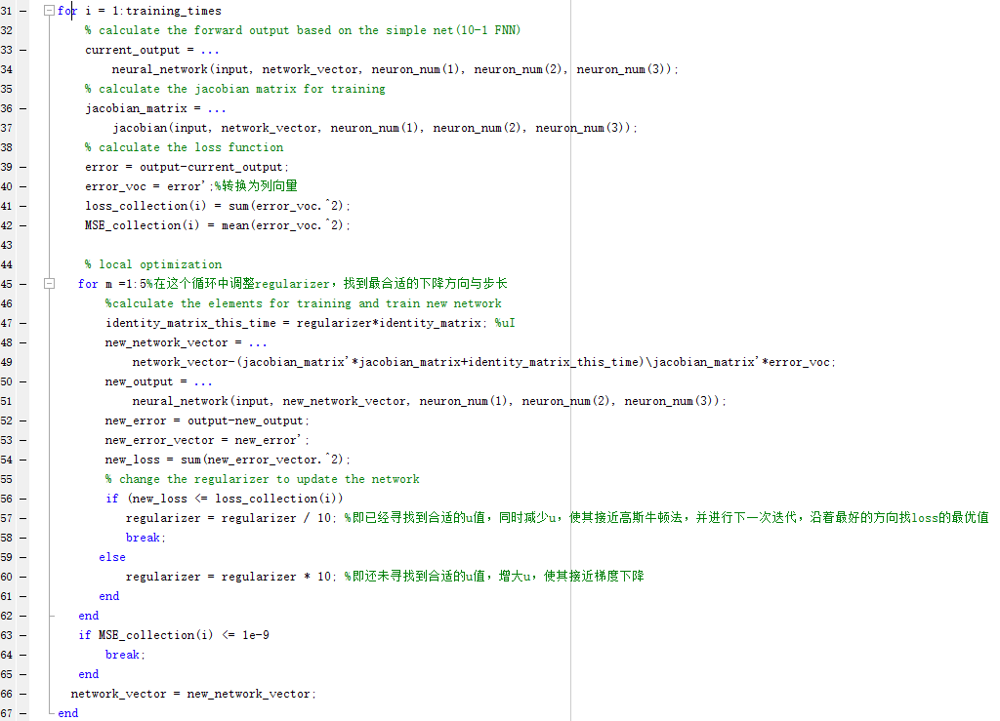 31 for i = 1:training_times
32 % calculate the forward output based on the simple net(10-1 FNN)
33 current_output = ...
34 neural_network(input, network_vector, neuron_num(1), neuron_num(2), neuron_num(3));
35 % calculate the jacobian matrix for training
36 jacobian_matrix = ...
37 jacobian(input, network_vector, neuron_num(1), neuron_num(2), neuron_num(3));
38 % calculate the loss function
39 error = output-current_output;
40 error_voc = error';%转换为列向量
41 loss_collection(i) = sum(error_voc.^2);
42 MSE_collection(i) = mean(error_voc.^2);
43
44 % local optimization
45 for m =1:5%在这个循环中调整regularizer，找到最合适的下降方向与步长
46 %calculate the elements for training and train new network
47 identity_matrix_this_time = regularizer*identity_matrix; %uI
48 new_network_vector = ...
49 network_vector-(jacobian_matrix'*jacobian_matrix+identity_matrix_this_time)\jacobian_matrix'*error_voc;
50 new_output = ...
51 neural_network(input, new_network_vector, neuron_num(1), neuron_num(2), neuron_num(3));
52 new_error = output-new_output;
53 new_error_vector = new_error';
54 new_loss = sum(new_error_vector.^2);
55 % change the regularizer to update the network
56 if (new_loss <= loss_collection(i))
57 regularizer = regularizer / 10; %即已经寻找到合适的u值，同时减少u，使其接近高斯牛顿法，并进行下一次迭代，沿着最好的方向找loss的最优值
58 break;
59 else
60 regularizer = regularizer * 10; %即还未寻找到合适的u值，增大u，使其接近梯度下降
61 end
62 end
63 if MSE_collection(i) <= 1e-9
64 break;
65 end
66 network_vector = new_network_vector;
67 end